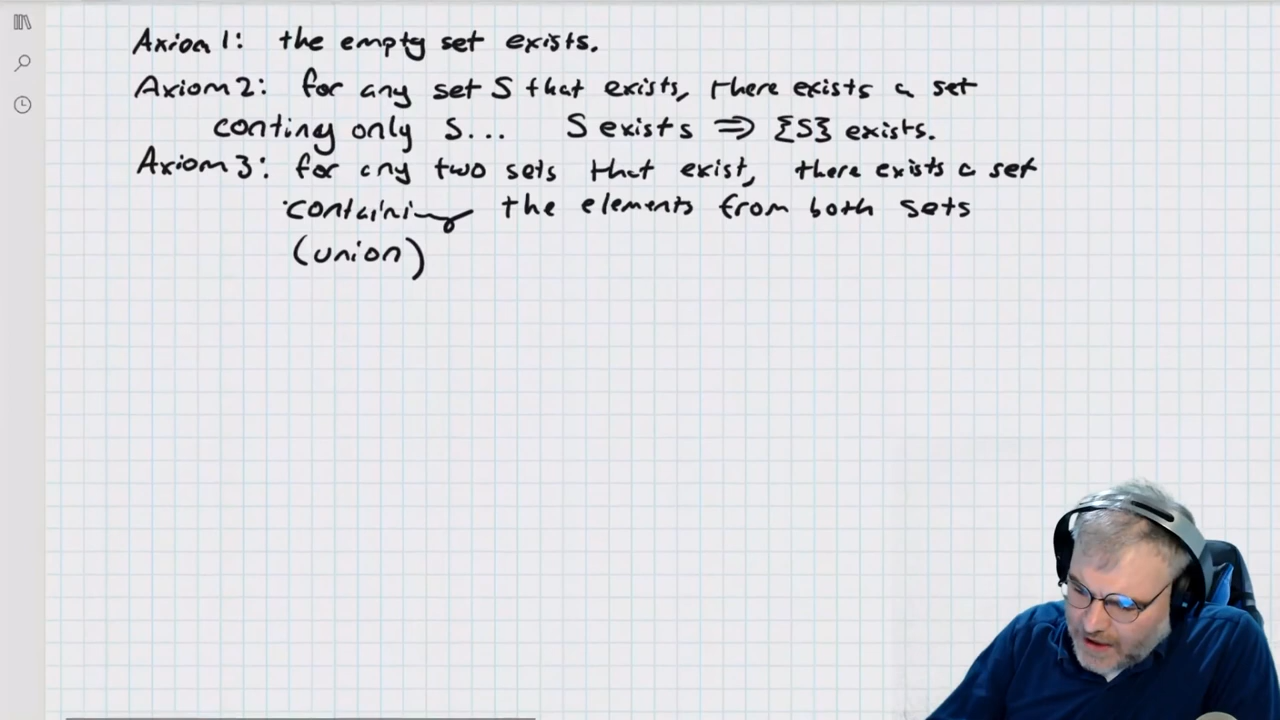 Axiom 1: the empty set exists.
Axiom 2: for any set S that exists, there exists a set
conting only S... S exists ⇒ {S} exists.
Axiom 3: for any two sets that exist, there exists a set
containing the elements from both sets
(union)